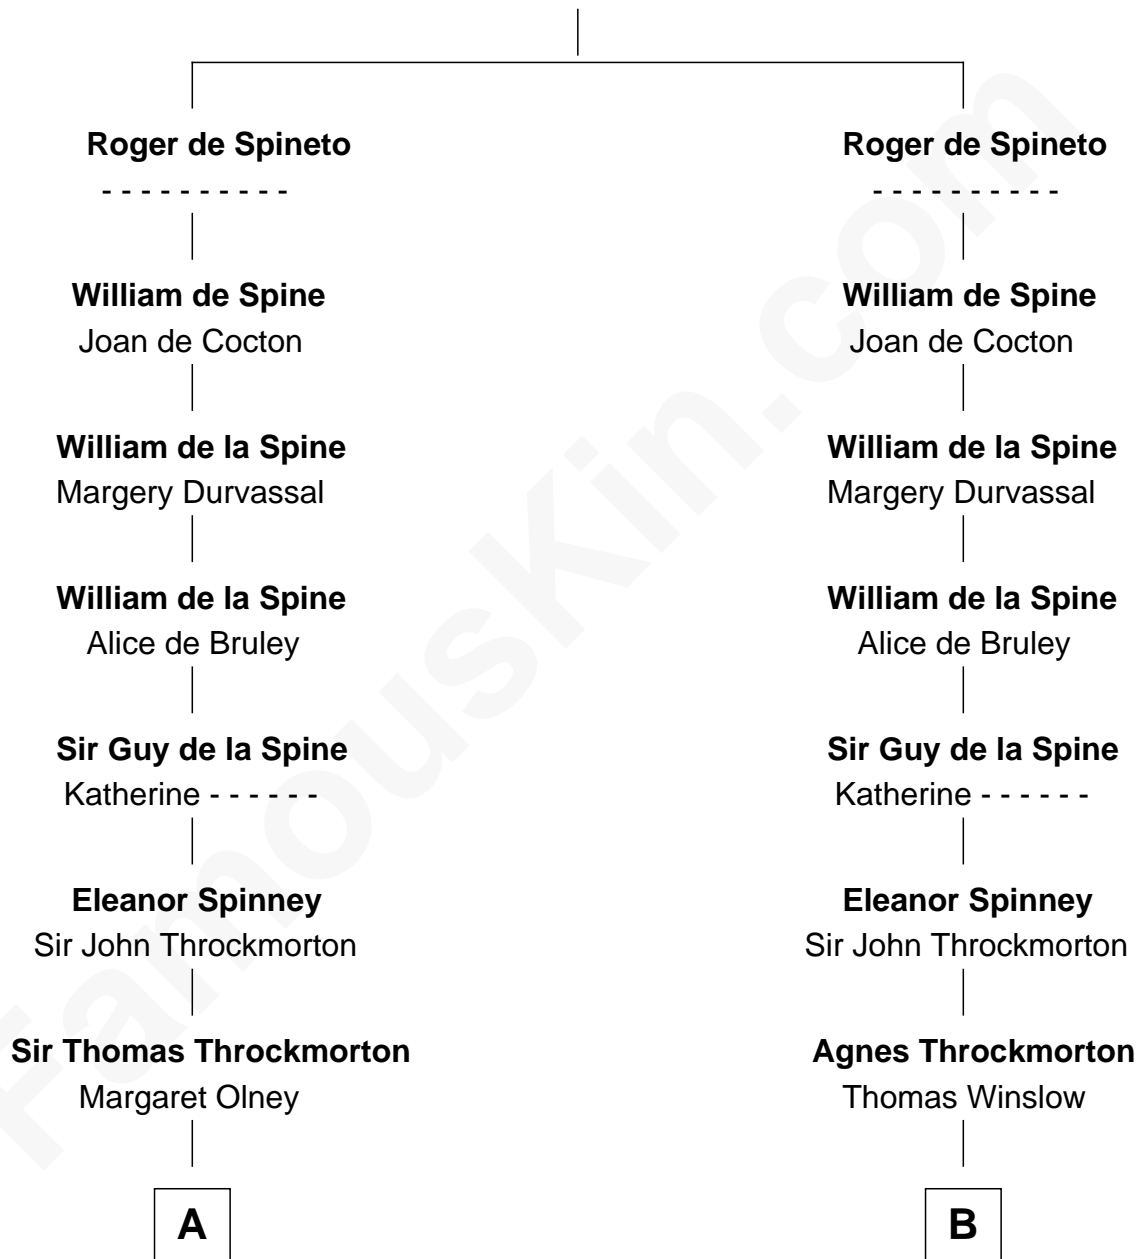 Roger de Spineto
- - - - - - - - - -
William de Spine
Joan de Cocton
William de la Spine
Margery Durvassal
William de la Spine
Alice de Bruley
Sir Guy de la Spine
Katherine - - - - - -
Eleanor Spinney
Sir John Throckmorton
Sir Thomas Throckmorton
Margaret Olney
A
Roger de Spineto
- - - - - - - - - -
William de Spine
Joan de Cocton
William de la Spine
Margery Durvassal
William de la Spine
Alice de Bruley
Sir Guy de la Spine
Katherine - - - - - -
Eleanor Spinney
Sir John Throckmorton
Agnes Throckmorton
Thomas Winslow
B
FamousKin.com